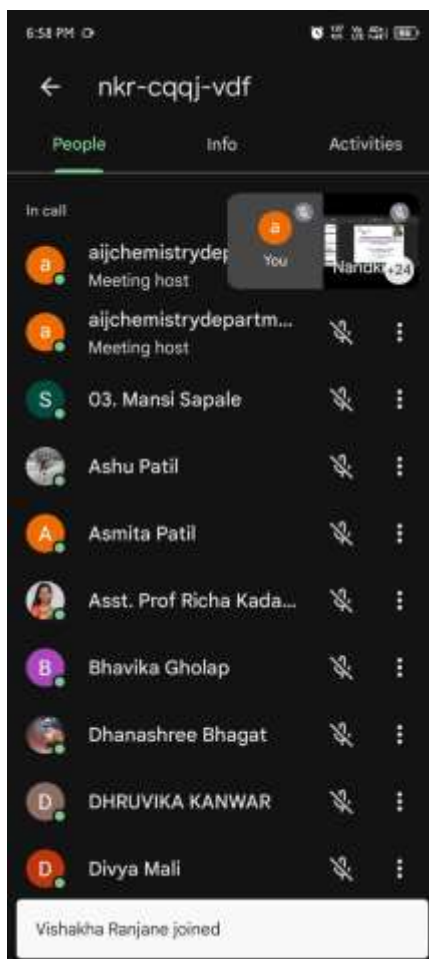 6:58 PM
nkr-cqqj-vdf
People Info Activities
In call
a
aijchemistrydep
Meeting host
a
You
Nandk
+24
a
aijchemistrydepartm...
Meeting host
S
03. Mansi Sapale
Ashu Patil
A
Asmita Patil
Asst. Prof Richa Kada...
B
Bhavika Gholap
Dhanashree Bhagat
D
DHRUVIKA KANWAR
D
Divya Mali
Vishakha Ranjane joined